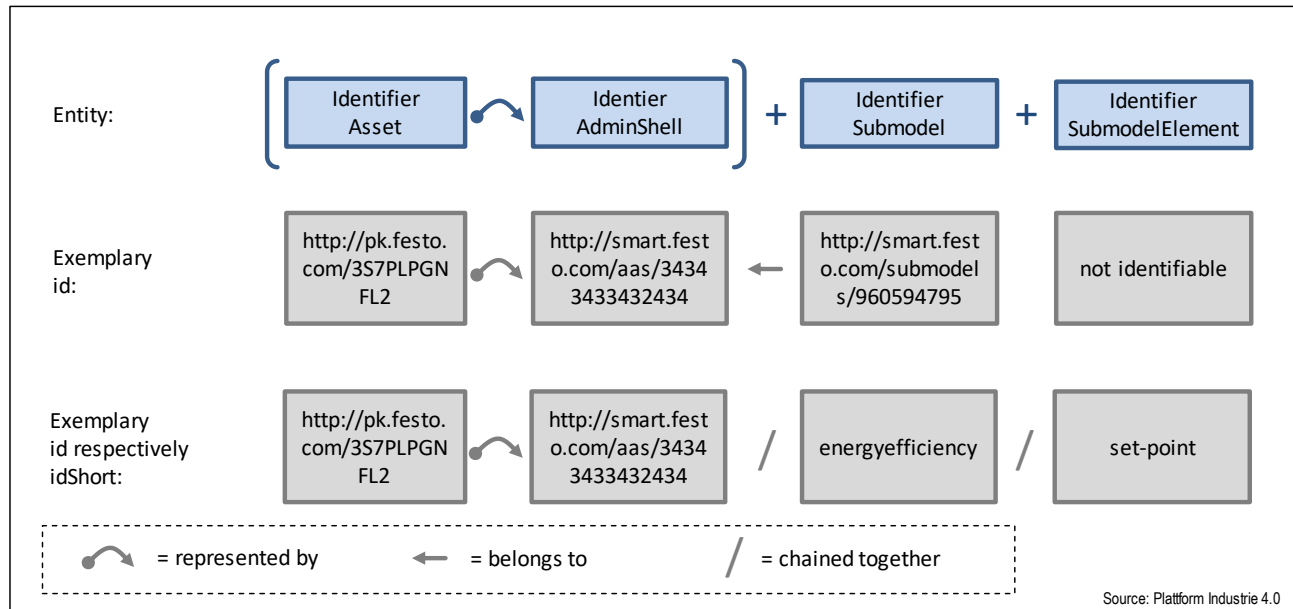 Entity:
Identifier
Asset
Identier
AdminShell
+
Identifier
Submodel
+
Identifier
SubmodelElement
Exemplary
id:
http://pk.festo.
com/3S7PLPGN
FL2
http://smart.fest
o.com/aas/3434
3433432434
http://smart.fest
o.com/submodel
s/960594795
not identifiable
Exemplary
id respectively
idShort:
http://pk.festo.
com/3S7PLPGN
FL2
http://smart.fest
o.com/aas/3434
3433432434
/
energyefficiency
/
set-point
= represented by
= belongs to
/ = chained together
Source: Plattform Industrie 4.0